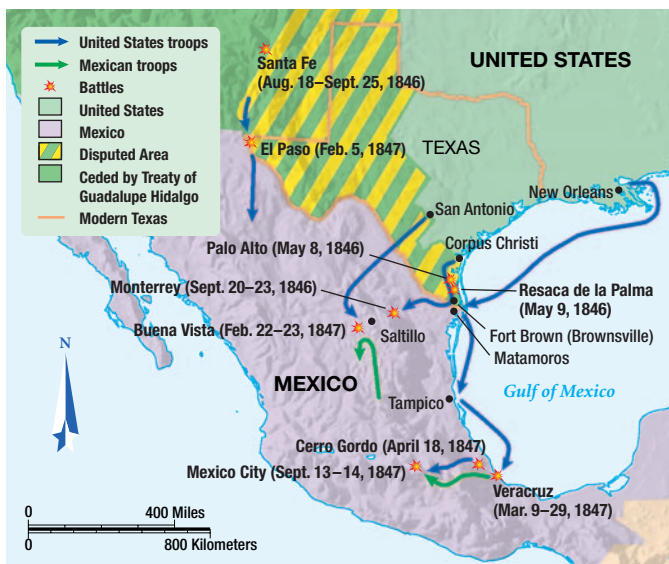 United States troops
Mexican troops
Battles
United States
Mexico
Disputed Area
Ceded by Treaty of
Guadalupe Hidalgo
Modern Texas
Santa Fe
(Aug. 18–Sept. 25, 1846)
UNITED STATES
El Paso (Feb. 5, 1847)
TEXAS
New Orleans
San Antonio
Corpus Christi
Palo Alto (May 8, 1846)
Monterrey (Sept. 20–23, 1846)
Resaca de la Palma
(May 9, 1846)
Buena Vista (Feb. 22–23, 1847)
Saltillo
Fort Brown (Brownsville)
Matamoros
N
MEXICO
Gulf of Mexico
Tampico
Cerro Gordo (April 18, 1847)
Mexico City (Sept. 13–14, 1847)
Veracruz
(Mar. 9–29, 1847)
0 400 Miles
0 800 Kilometers